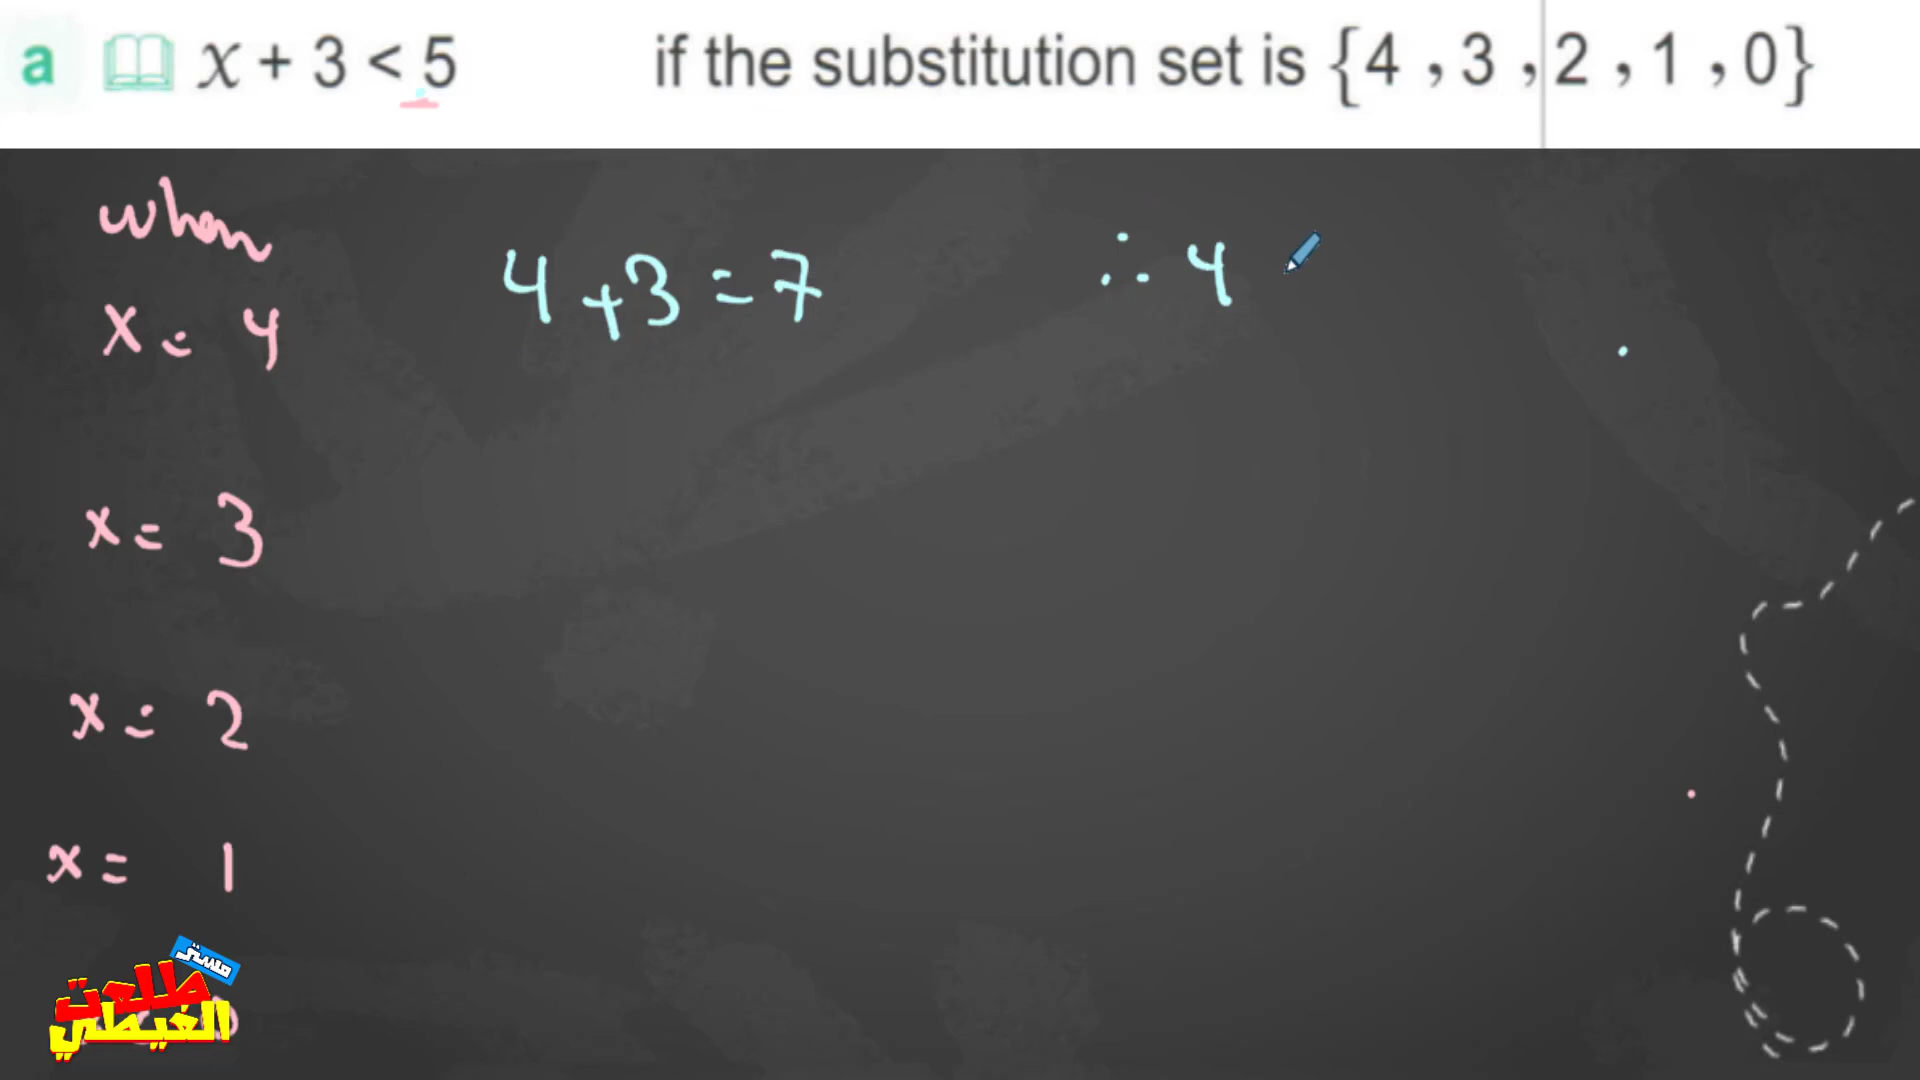 a x + 3 < 5 if the substitution set is {4 , 3 , 2 , 1 , 0}
when
x = 4 4 + 3 = 7 ∴ 4
x = 3
x = 2
x = 1
مستر
طلعت
الغيطي